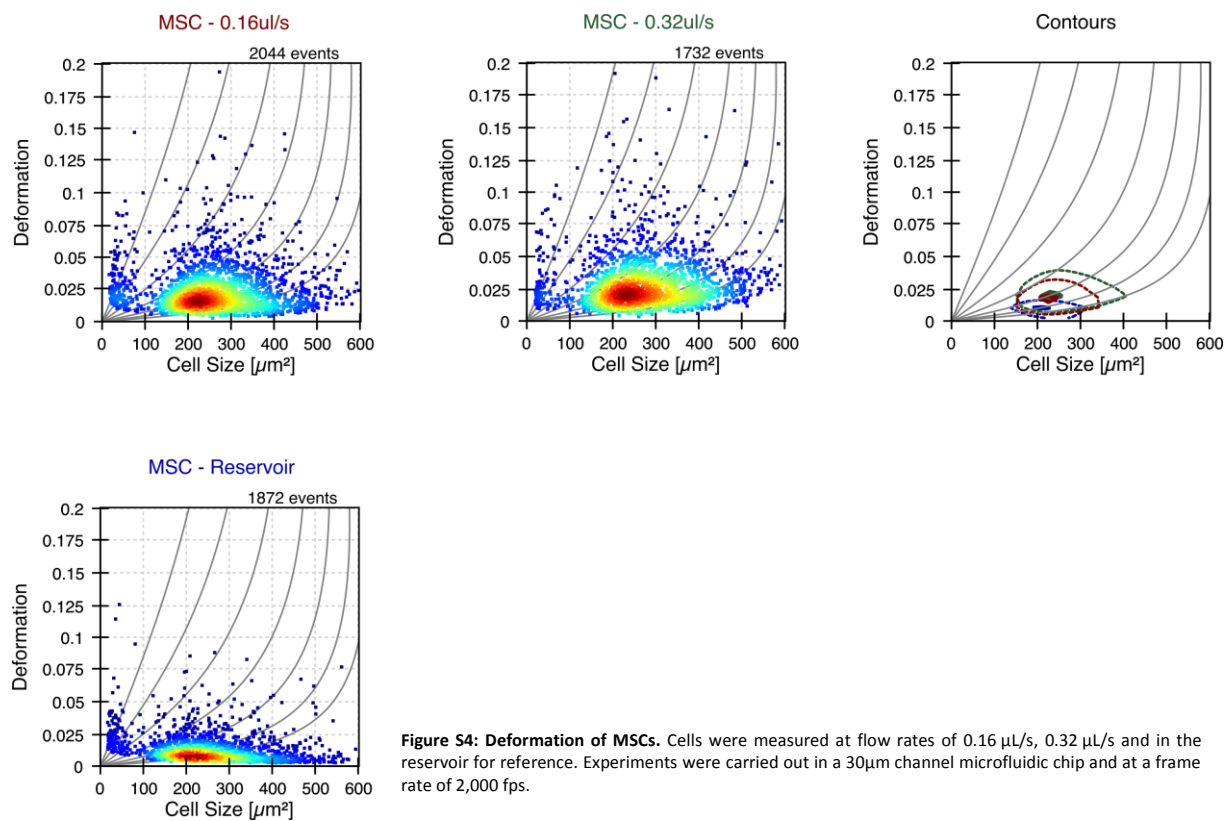 MSC - 0.16ul/s
2044 events
0.2
0.175
0.15
0.125
0.1
0.075
0.05
0.025
0
Deformation
0 100 200 300 400 500 600
Cell Size [µm²]
MSC - 0.32ul/s
1732 events
0.2
0.175
0.15
0.125
0.1
0.075
0.05
0.025
0
Deformation
0 100 200 300 400 500 600
Cell Size [µm²]
Contours
0.2
0.175
0.15
0.125
0.1
0.075
0.05
0.025
0
Deformation
0 100 200 300 400 500 600
Cell Size [µm²]
MSC - Reservoir
1872 events
0.2
0.175
0.15
0.125
0.1
0.075
0.05
0.025
0
Deformation
0 100 200 300 400 500 600
Cell Size [µm²]
Figure S4: Deformation of MSCs. Cells were measured at flow rates of 0.16 µL/s, 0.32 µL/s and in the
reservoir for reference. Experiments were carried out in a 30µm channel microfluidic chip and at a frame
rate of 2,000 fps.